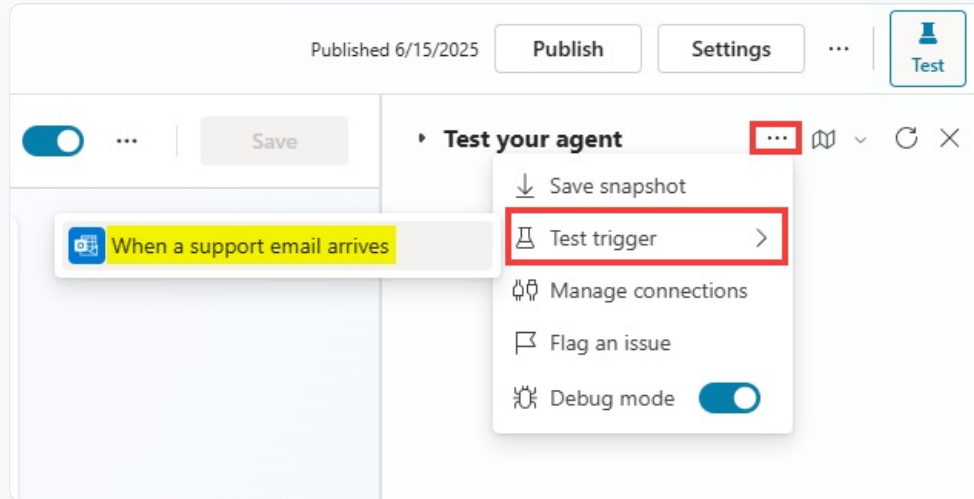 Published 6/15/2025
Publish
Settings
Test
Save
Test your agent
Save snapshot
When a support email arrives
Test trigger
Manage connections
Flag an issue
Debug mode